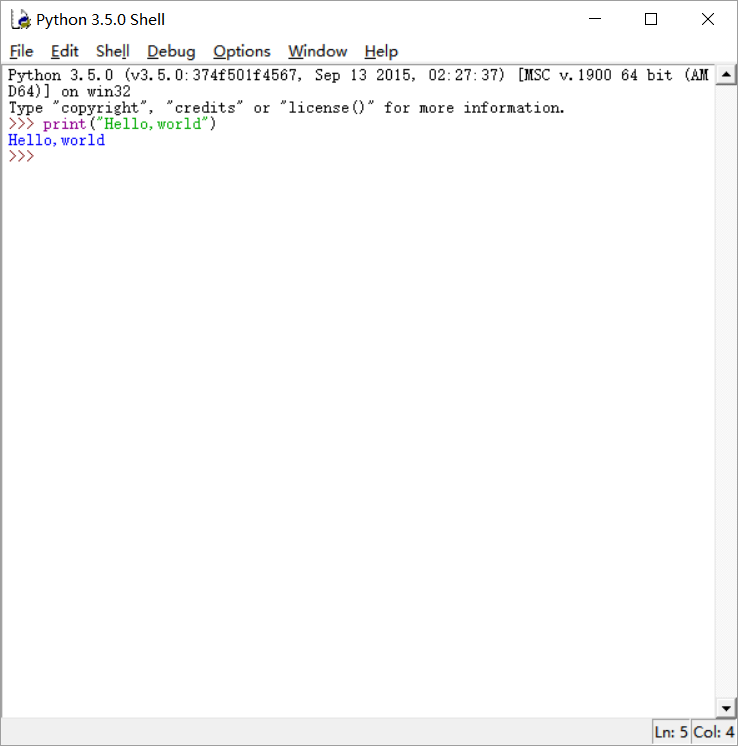 Python 3.5.0 Shell
File Edit Shell Debug Options Window Help
Python 3.5.0 (v3.5.0:374f501f4567, Sep 13 2015, 02:27:37) [MSC v.1900 64 bit (AM
D64)] on win32
Type "copyright", "credits" or "license()" for more information.
>>> print("Hello,world")
Hello,world
>>>
Ln: 5 Col: 4